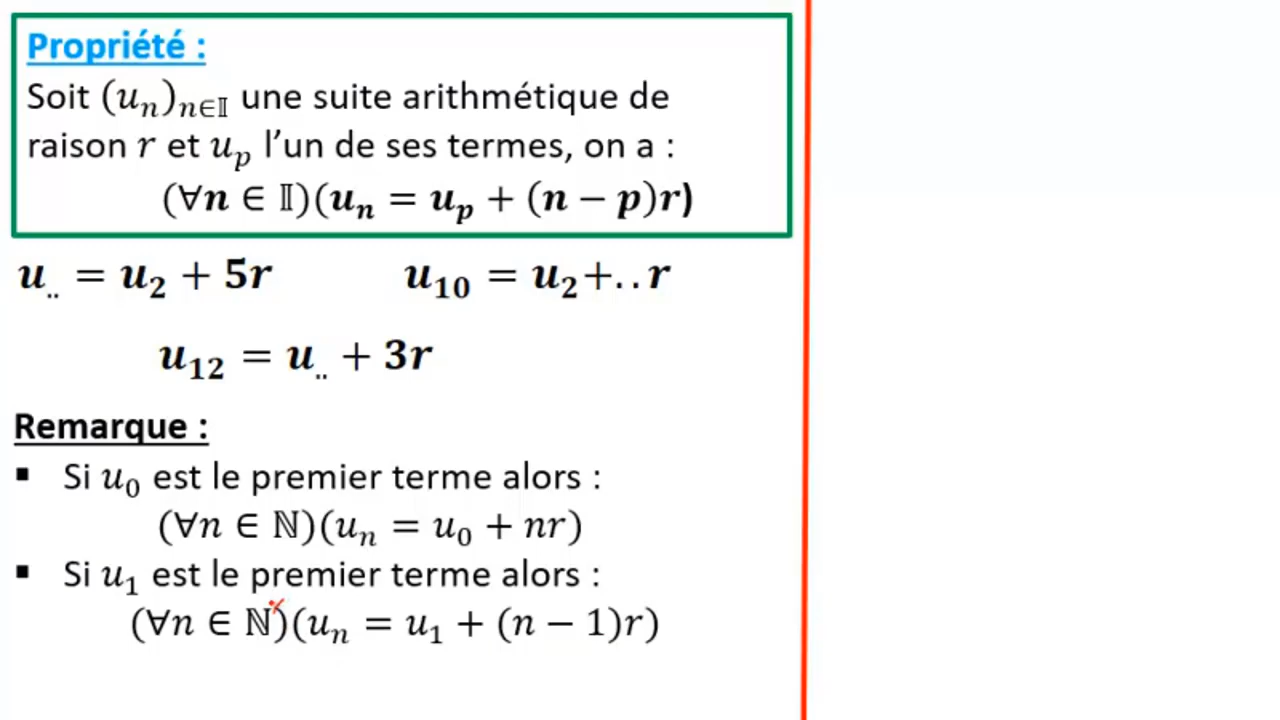 Propriété :
Soit (uₙ)ₙ∈𝕀 une suite arithmétique de
raison r et uₚ l'un de ses termes, on a :
(∀n ∈ 𝕀)(uₙ = uₚ + (n − p)r)
u.. = u₂ + 5r u₁₀ = u₂+..r
u₁₂ = u.. + 3r
Remarque :
▪ Si u₀ est le premier terme alors :
(∀n ∈ ℕ)(uₙ = u₀ + nr)
▪ Si u₁ est le premier terme alors :
(∀n ∈ ℕ*)(uₙ = u₁ + (n − 1)r)